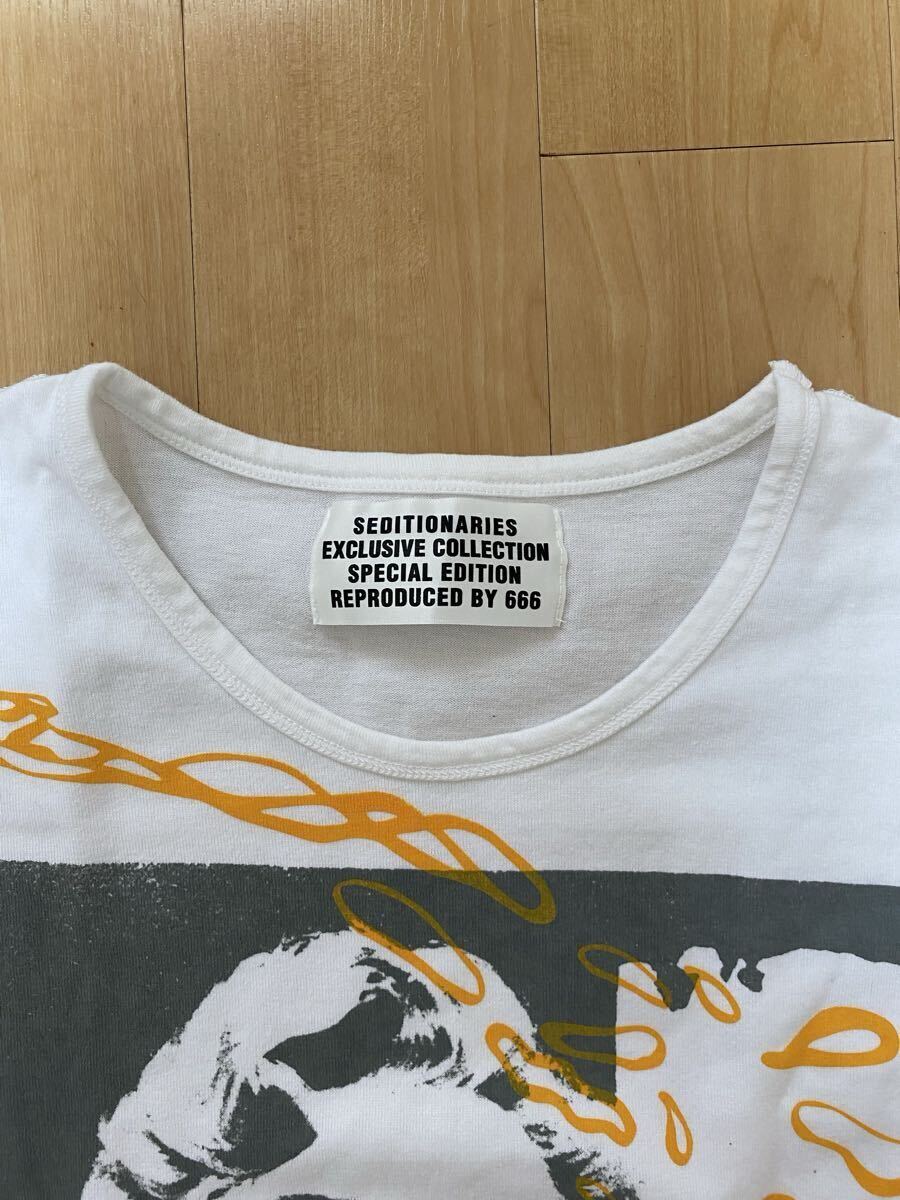 SEDITIONARIES
EXCLUSIVE COLLECTION
SPECIAL EDITION
REPRODUCED BY 666